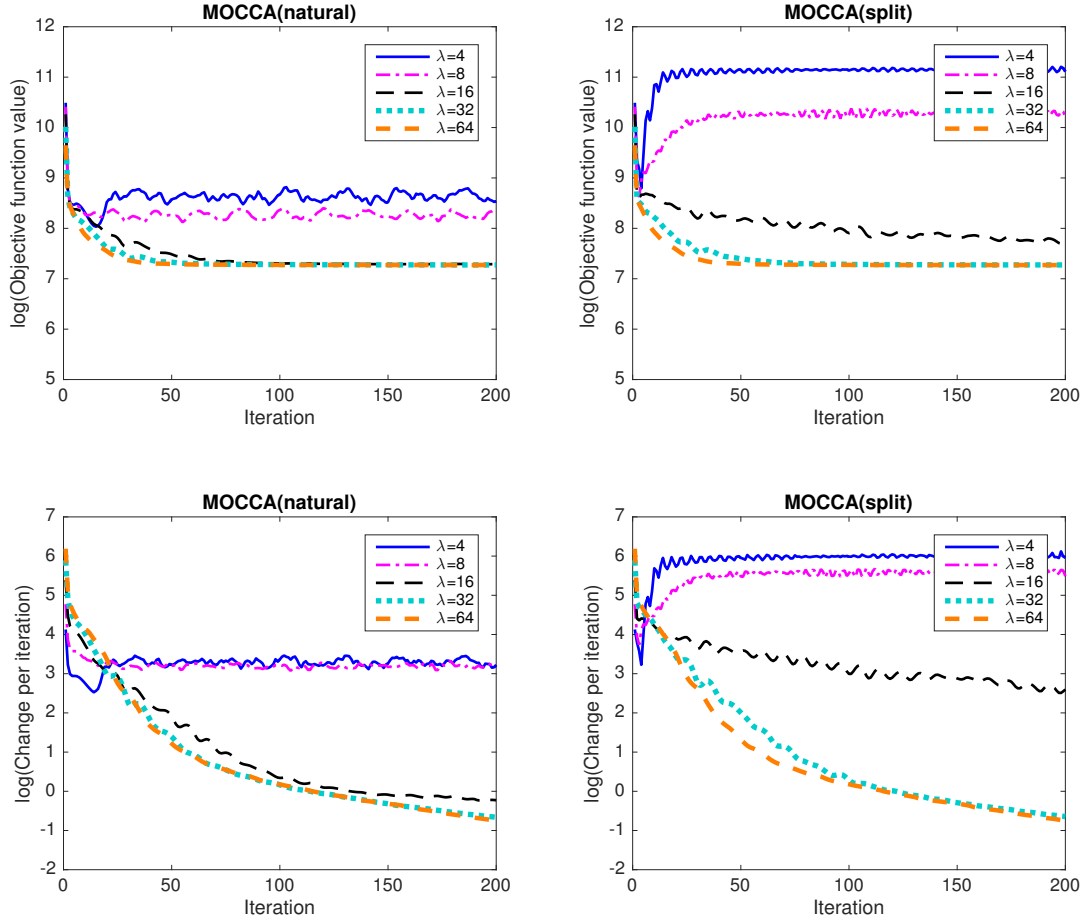 MOCCA(natural)
12
11
10
9
8
7
6
5
log(Objective function value)
0
50
100
150
200
Iteration
λ=4
λ=8
λ=16
λ=32
λ=64
MOCCA(split)
12
11
10
9
8
7
6
5
log(Objective function value)
0
50
100
150
200
Iteration
λ=4
λ=8
λ=16
λ=32
λ=64
MOCCA(natural)
7
6
5
4
3
2
1
0
-1
-2
log(Change per iteration)
0
50
100
150
200
Iteration
λ=4
λ=8
λ=16
λ=32
λ=64
MOCCA(split)
7
6
5
4
3
2
1
0
-1
-2
log(Change per iteration)
0
50
100
150
200
Iteration
λ=4
λ=8
λ=16
λ=32
λ=64